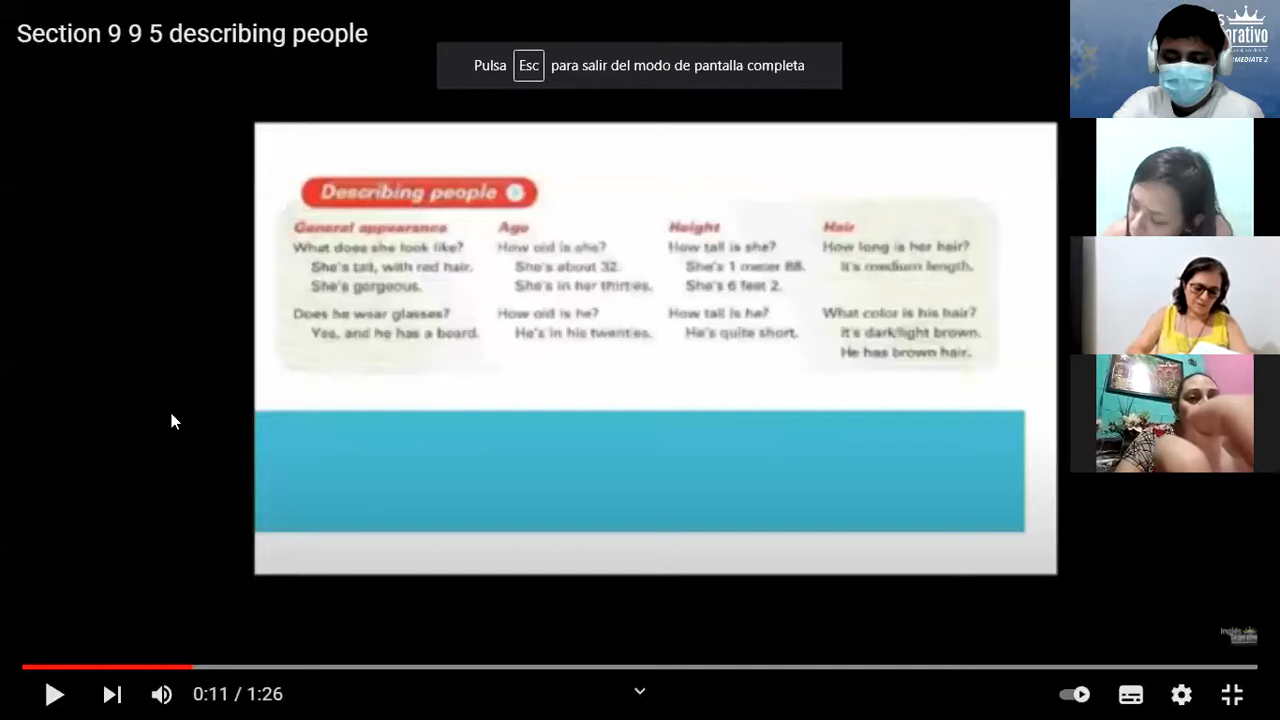 Section 9 9 5 describing people
Pulsa Esc para salir del modo de pantalla completa
orativo
MEDIATE 2
Describing people
General appearance
What does she look like?
She's tall, with red hair.
She's gorgeous.
Does he wear glasses?
Yes, and he has a beard.
Age
How old is she?
She's about 32.
She's in her thirties.
How old is he?
He's in his twenties.
Height
How tall is she?
She's 1 meter 88.
She's 6 feet 2.
How tall is he?
He's quite short.
Hair
How long is her hair?
It's medium length.
What color is his hair?
It's dark/light brown.
He has brown hair.
Inglés
0:11 / 1:26